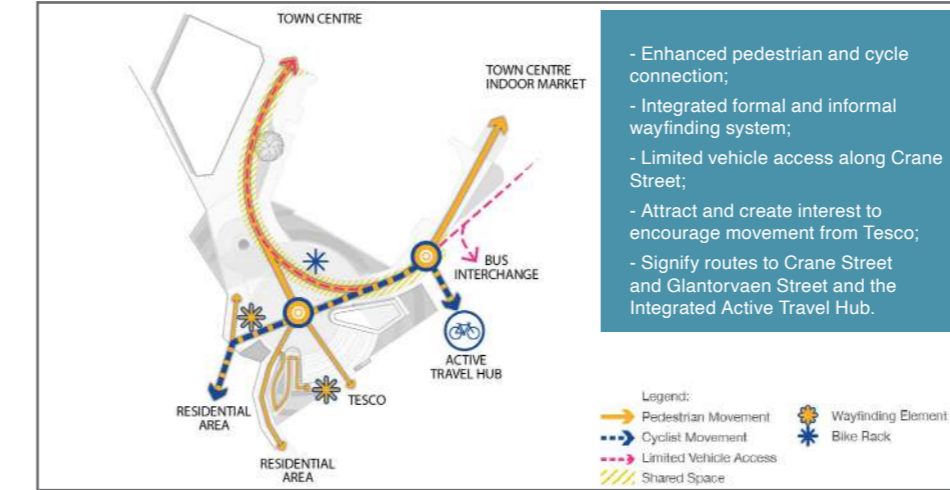 TOWN CENTRE
TOWN CENTRE
INDOOR MARKET
BUS
INTERCHANGE
ACTIVE
TRAVEL HUB
TESCO
RESIDENTIAL
AREA
RESIDENTIAL
AREA
- Enhanced pedestrian and cycle
connection;
- Integrated formal and informal
wayfinding system;
- Limited vehicle access along Crane
Street;
- Attract and create interest to
encourage movement from Tesco;
- Signify routes to Crane Street
and Glantorvaen Street and the
Integrated Active Travel Hub.
Legend:
Pedestrian Movement
Cyclist Movement
Limited Vehicle Access
Shared Space
Wayfinding Element
Bike Rack